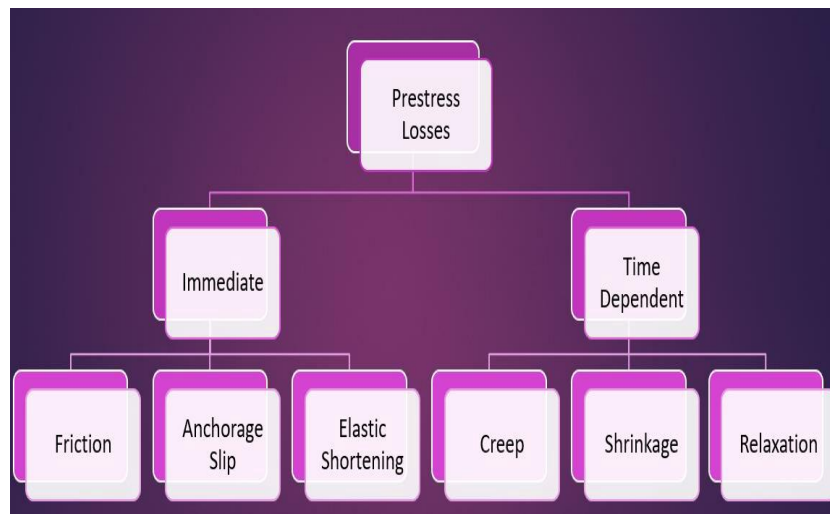 Prestress
Losses
Immediate
Time
Dependent
Friction
Anchorage
Slip
Elastic
Shortening
Creep
Shrinkage
Relaxation